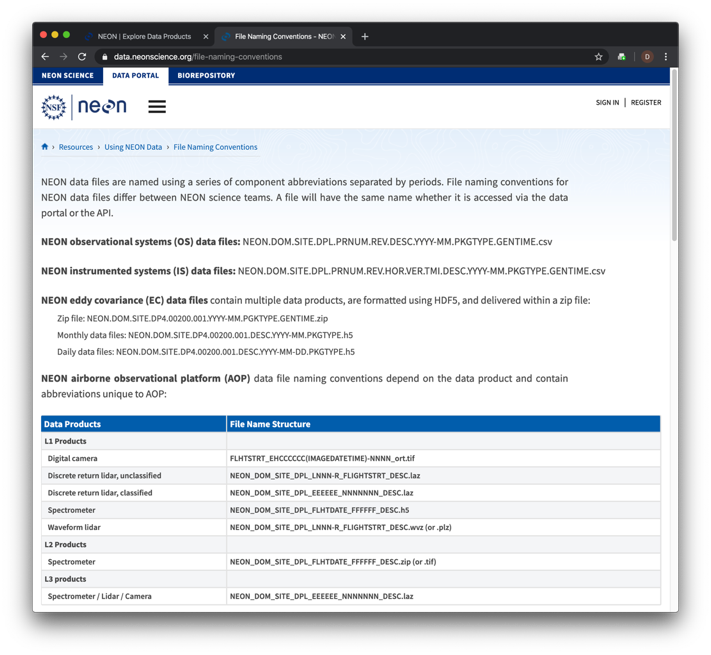 NEON | Explore Data Products
File Naming Conventions - NEO
data.neonscience.org/file-naming-conventions
D
NEON SCIENCE
DATA PORTAL
BIOREPOSITORY
NSF
neon
SIGN IN | REGISTER
Resources › Using NEON Data › File Naming Conventions
NEON data files are named using a series of component abbreviations separated by periods. File naming conventions for
NEON data files differ between NEON science teams. A file will have the same name whether it is accessed via the data
portal or the API.
NEON observational systems (OS) data files: NEON.DOM.SITE.DPL.PRNUM.REV.DESC.YYYY-MM.PKGTYPE.GENTIME.csv
NEON instrumented systems (IS) data files: NEON.DOM.SITE.DPL.PRNUM.REV.HOR.VER.TMI.DESC.YYYY-MM.PKGTYPE.GENTIME.csv
NEON eddy covariance (EC) data files contain multiple data products, are formatted using HDF5, and delivered within a zip file:
Zip file: NEON.DOM.SITE.DP4.00200.001.YYYY-MM.PGKTYPE.GENTIME.zip
Monthly data files: NEON.DOM.SITE.DP4.00200.001.DESC.YYYY-MM.PKGTYPE.h5
Daily data files: NEON.DOM.SITE.DP4.00200.001.DESC.YYYY-MM-DD.PKGTYPE.h5
NEON airborne observational platform (AOP) data file naming conventions depend on the data product and contain
abbreviations unique to AOP:
Data Products File Name Structure
L1 Products
Digital camera FLHTSTRT_EHCCCCCC(IMAGEDATETIME)-NNNN_ort.tif
Discrete return lidar, unclassified NEON_DOM_SITE_DPL_LNNN-R_FLIGHTSTRT_DESC.laz
Discrete return lidar, classified NEON_DOM_SITE_DPL_EEEEEE_NNNNNNN_DESC.laz
Spectrometer NEON_DOM_SITE_DPL_FLHTDATE_FFFFFF_DESC.h5
Waveform lidar NEON_DOM_SITE_DPL_LNNN-R_FLIGHTSTRT_DESC.wvz (or .plz)
L2 Products
Spectrometer NEON_DOM_SITE_DPL_FLHTDATE_FFFFFF_DESC.zip (or .tif)
L3 products
Spectrometer / Lidar / Camera NEON_DOM_SITE_DPL_EEEEEE_NNNNNNN_DESC.laz